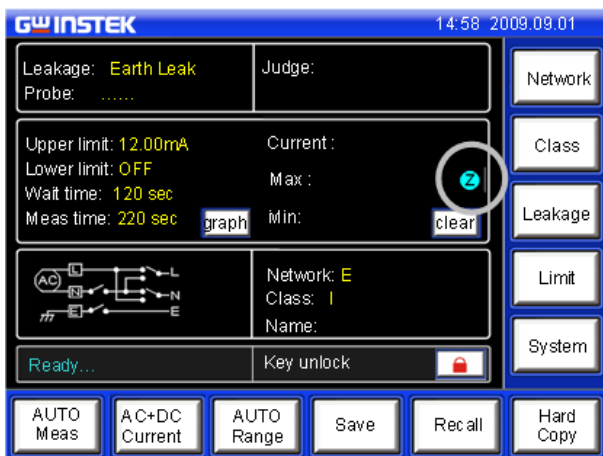 GWINSTEK 14:58 2009.09.01
Leakage: Earth Leak
Probe: ......
Judge:
Upper limit: 12.00mA
Lower limit: OFF
Wait time: 120 sec
Meas time: 220 sec
graph
Current :
Max :
Z
Min:
clear
AC
L
N
E
L
N
E
Network: E
Class: I
Name:
Ready...
Key unlock
Network
Class
Leakage
Limit
System
AUTO
Meas
AC+DC
Current
AUTO
Range
Save
Recall
Hard
Copy